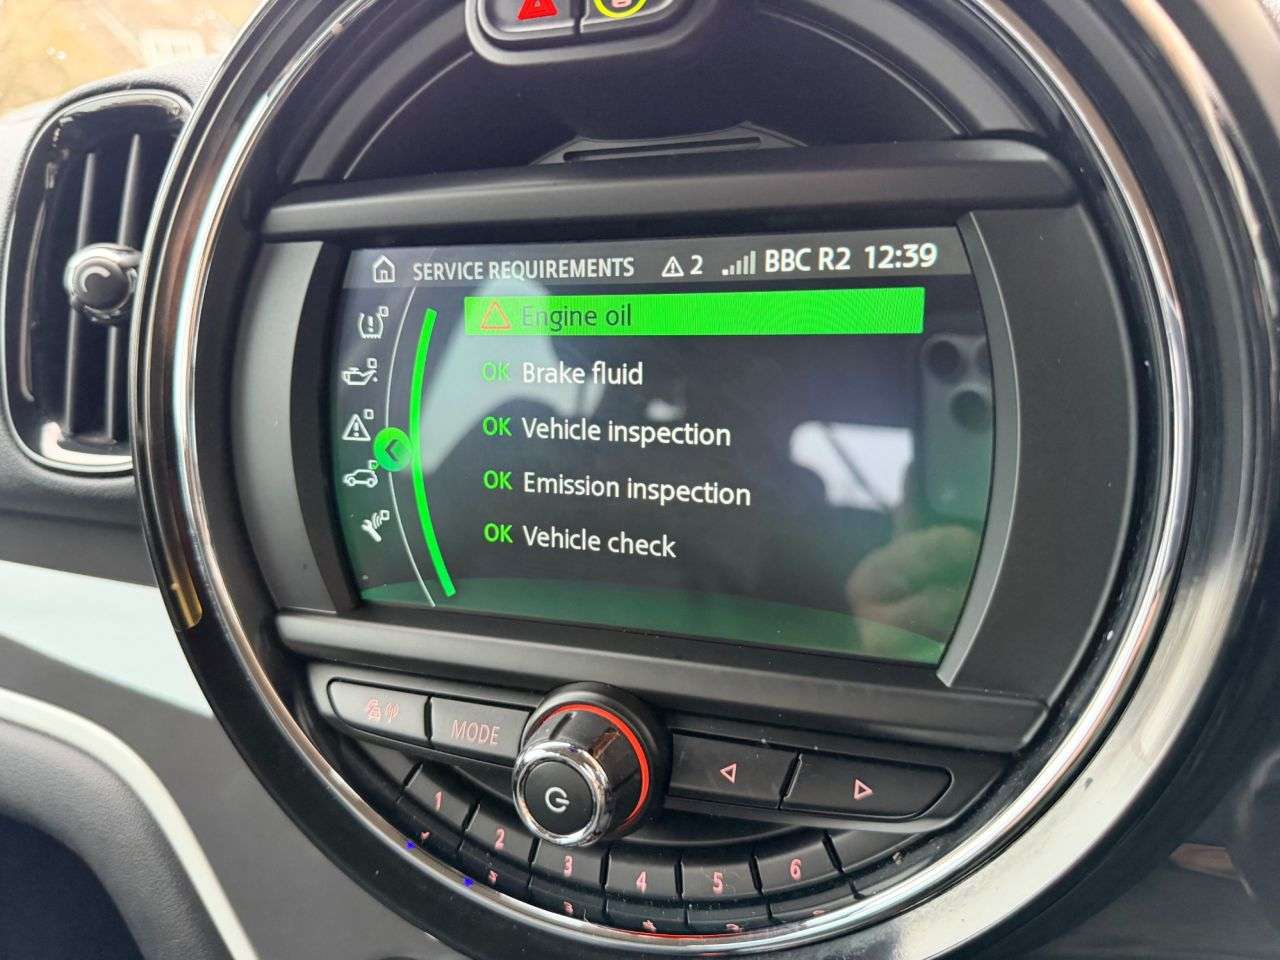 SERVICE REQUIREMENTS 2 BBC R2 12:39
Engine oil
OK Brake fluid
OK Vehicle inspection
OK Emission inspection
OK Vehicle check
MODE
1
2
3
4
5
6